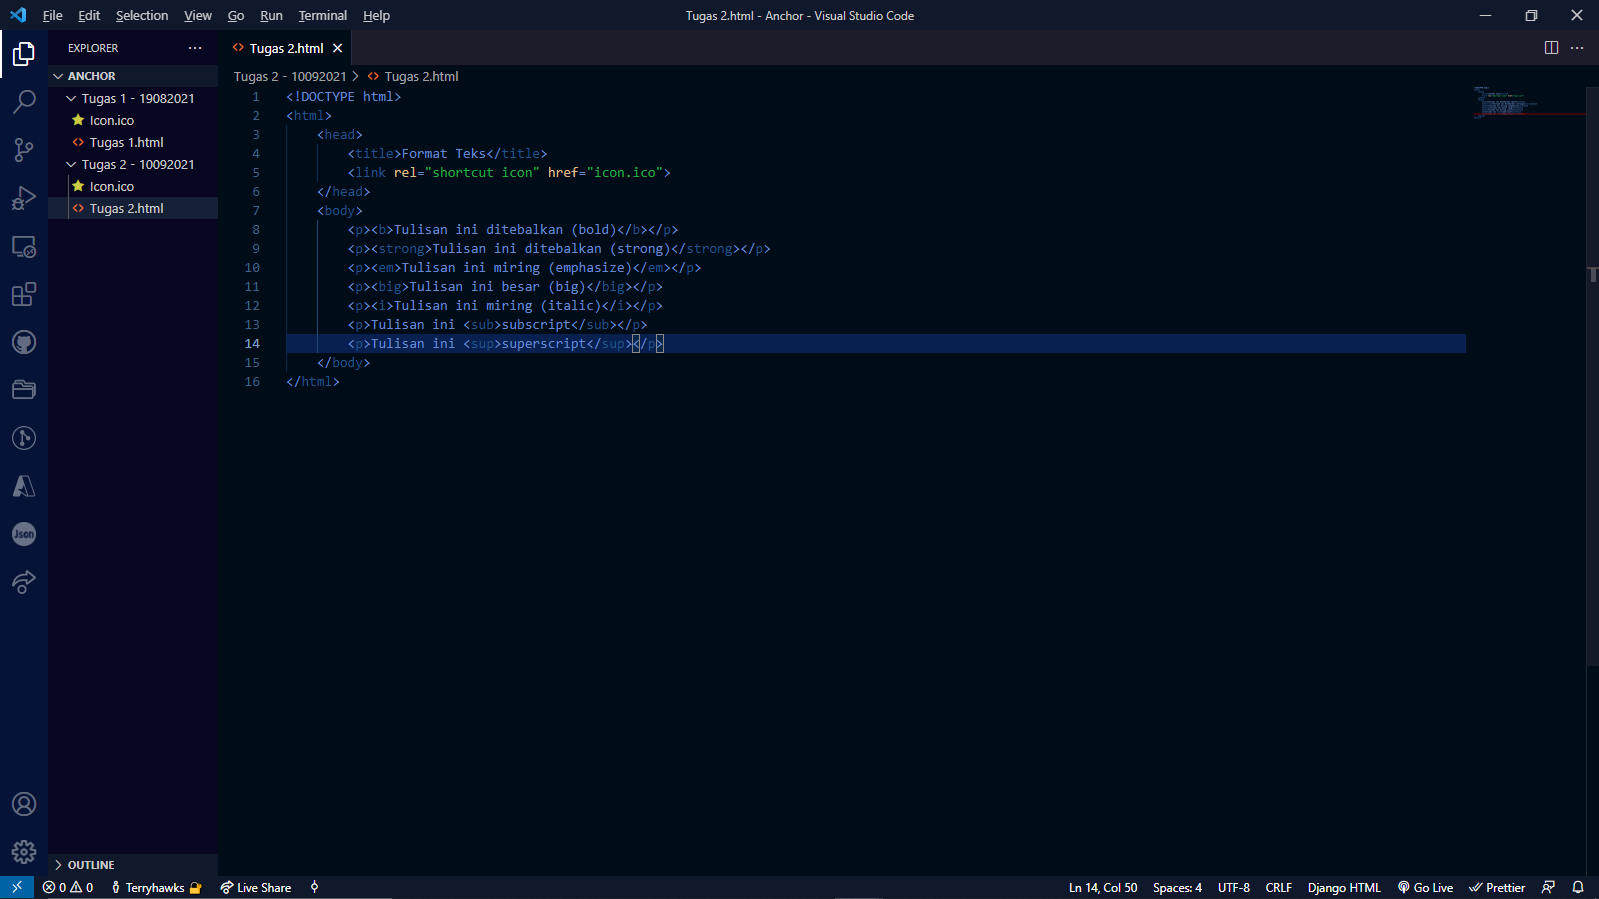 File Edit Selection View Go Run Terminal Help
Tugas 2.html - Anchor - Visual Studio Code
EXPLORER
ANCHOR
Tugas 1 - 19082021
Icon.ico
Tugas 1.html
Tugas 2 - 10092021
Icon.ico
Tugas 2.html
OUTLINE
Json
Tugas 2.html
Tugas 2 - 10092021 > Tugas 2.html
1 <!DOCTYPE html>
2 <html>
3 <head>
4 <title>Format Teks</title>
5 <link rel="shortcut icon" href="icon.ico">
6 </head>
7 <body>
8 <p><b>Tulisan ini ditebalkan (bold)</b></p>
9 <p><strong>Tulisan ini ditebalkan (strong)</strong></p>
10 <p><em>Tulisan ini miring (emphasize)</em></p>
11 <p><big>Tulisan ini besar (big)</big></p>
12 <p><i>Tulisan ini miring (italic)</i></p>
13 <p>Tulisan ini <sub>subscript</sub></p>
14 <p>Tulisan ini <sup>superscript</sup></p>
15 </body>
16 </html>
0 0 Terryhawks Live Share
Ln 14, Col 50 Spaces: 4 UTF-8 CRLF Django HTML Go Live Prettier